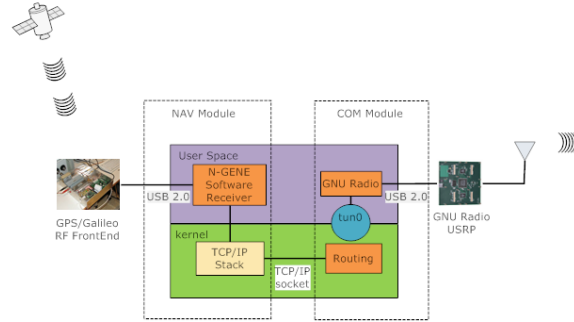 NAV Module
COM Module
User Space
N-GENE
Software
Receiver
GNU Radio
USB 2.0
USB 2.0
GPS/Galileo
RF FrontEnd
GNU Radio
USRP
tun0
kernel
TCP/IP
Stack
Routing
TCP/IP
socket